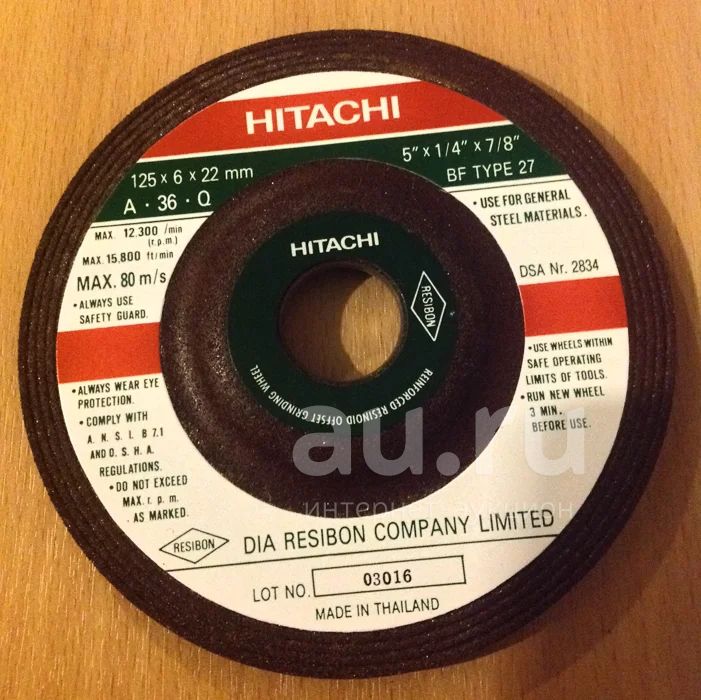 HITACHI
125 x 6 x 22 mm
A · 36 · Q
5" x 1/4" x 7/8"
BF TYPE 27
MAX. 12.300 /min
(r.p.m.)
MAX. 15.800 ft/min
MAX. 80 m/s
• ALWAYS USE
SAFETY GUARD.
• USE FOR GENERAL
STEEL MATERIALS.
DSA Nr. 2834
HITACHI
RESIBON
REINFORCED RESINOID OFFSET GRINDING WHEEL
• ALWAYS WEAR EYE
PROTECTION.
• COMPLY WITH
A. N. S. I. B 7.1
AND O. S. H. A.
REGULATIONS.
• DO NOT EXCEED
MAX. r. p. m.
. AS MARKED.
• USE WHEELS WITHIN
SAFE OPERATING
LIMITS OF TOOLS.
• RUN NEW WHEEL
3 MIN.
BEFORE USE.
au.ru
интернет аукцион
RESIBON
DIA RESIBON COMPANY LIMITED
LOT NO. 03016
MADE IN THAILAND